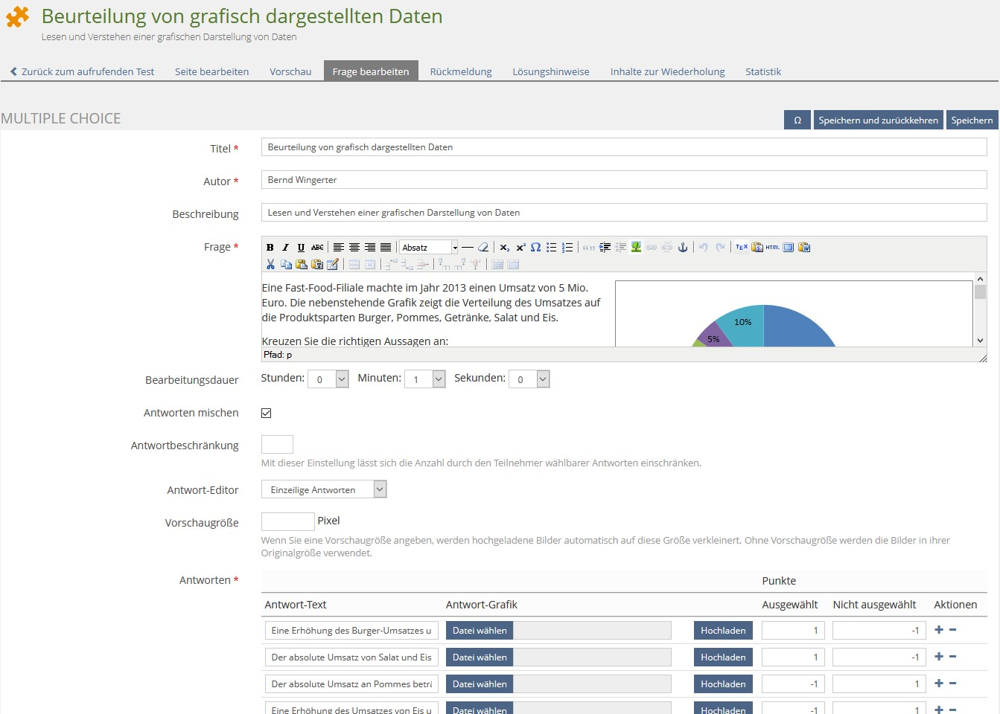 Beurteilung von grafisch dargestellten Daten
Lesen und Verstehen einer grafischen Darstellung von Daten
Zurück zum aufrufenden Test Seite bearbeiten Vorschau Frage bearbeiten Rückmeldung Lösungshinweise Inhalte zur Wiederholung Statistik
MULTIPLE CHOICE Ω Speichern und zurückkehren Speichern
Titel * Beurteilung von grafisch dargestellten Daten
Autor * Bernd Wingerter
Beschreibung Lesen und Verstehen einer grafischen Darstellung von Daten
Frage * B I U ABC Absatz TEX HTML
Eine Fast-Food-Filiale machte im Jahr 2013 einen Umsatz von 5 Mio.
Euro. Die nebenstehende Grafik zeigt die Verteilung des Umsatzes auf
die Produktsparten Burger, Pommes, Getränke, Salat und Eis.
Kreuzen Sie die richtigen Aussagen an:
10%
5%
Pfad: p
Bearbeitungsdauer Stunden: 0 Minuten: 1 Sekunden: 0
Antworten mischen
Antwortbeschränkung
Mit dieser Einstellung lässt sich die Anzahl durch den Teilnehmer wählbarer Antworten einschränken.
Antwort-Editor Einzeilige Antworten
Vorschaugröße Pixel
Wenn Sie eine Vorschaugröße angeben, werden hochgeladene Bilder automatisch auf diese Größe verkleinert. Ohne Vorschaugröße werden die Bilder in ihrer
Originalgröße verwendet.
Antworten * Punkte
Antwort-Text Antwort-Grafik Ausgewählt Nicht ausgewählt Aktionen
Eine Erhöhung des Burger-Umsatzes u Datei wählen Hochladen 1 -1
Der absolute Umsatz von Salat und Eis Datei wählen Hochladen 1 -1
Der absolute Umsatz an Pommes beträ Datei wählen Hochladen -1 1
Eine Erhöhung des Umsatzes von Eis u Datei wählen Hochladen -1 1